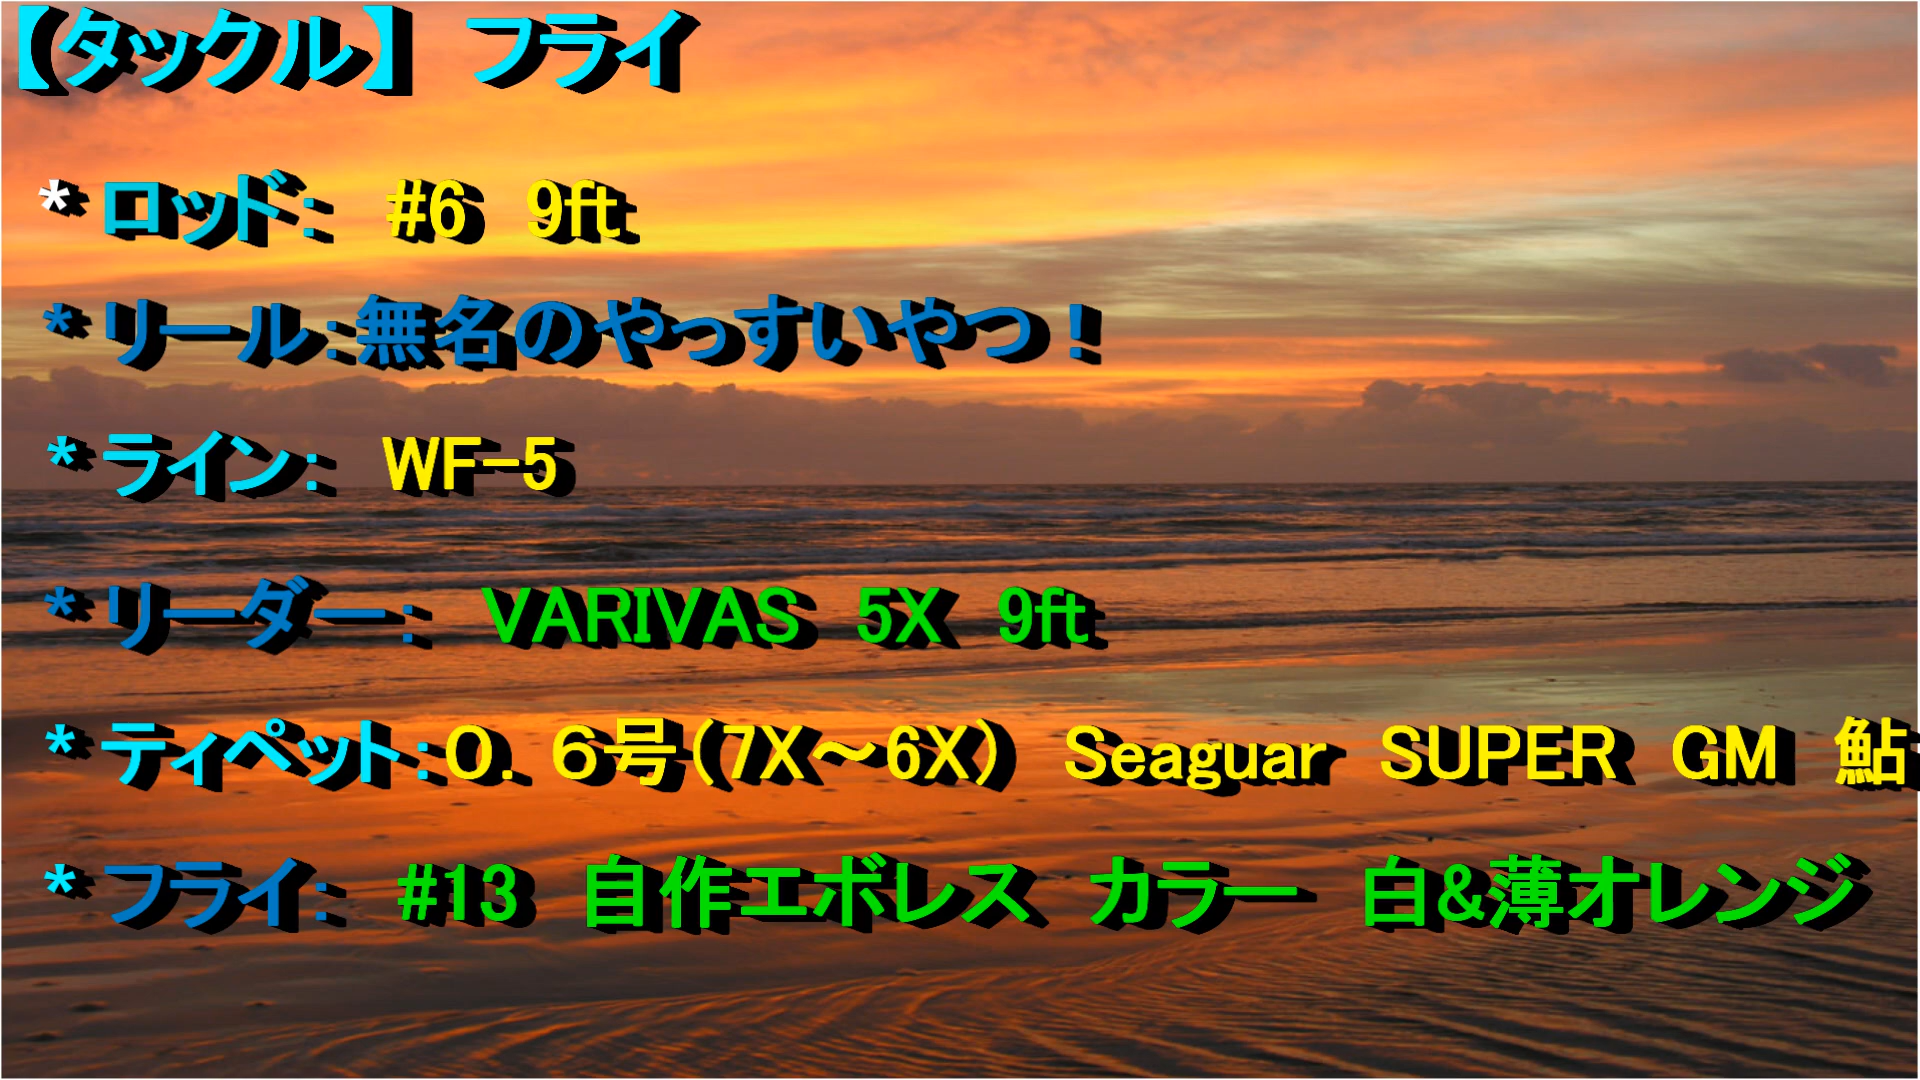 【タックル】 フライ
*ロッド: #6 9ft
*リール:無名のやっすいやつ！
*ライン: WF-5
*リーダー: VARIVAS 5X 9ft
*ティペット:０．６号(7X～6X) Seaguar SUPER GM 鮎
*フライ: #13 自作エボレス カラー 白&薄オレンジ